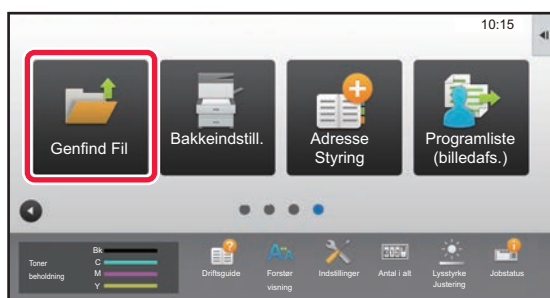 10:15
Genfind Fil
Bakkeindstill.
Adresse
Styring
Programliste
(billedafs.)
Toner
beholdning
Bk
C
M
Y
Driftsguide
Forstør
visning
Indstillinger
Antal i alt
Lysstyrke
Justering
Jobstatus